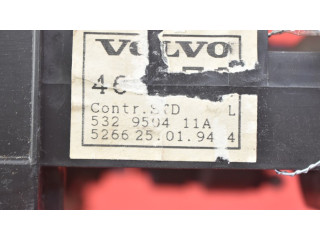 VOLVO
4C
Contr.STD L
532 9504 11A
5266 25.01.94 4